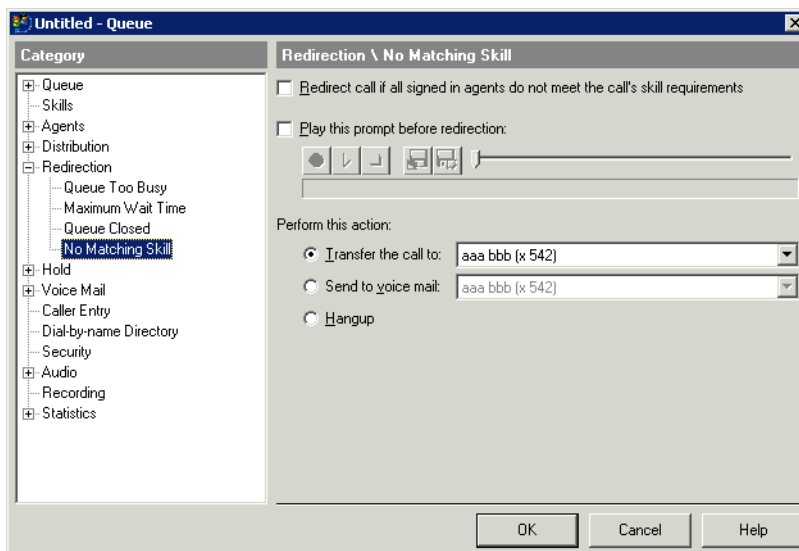 Untitled - Queue
Category
Queue
Skills
Agents
Distribution
Redirection
Queue Too Busy
Maximum Wait Time
Queue Closed
No Matching Skill
Hold
Voice Mail
Caller Entry
Dial-by-name Directory
Security
Audio
Recording
Statistics
Redirection \ No Matching Skill
Redirect call if all signed in agents do not meet the call's skill requirements
Play this prompt before redirection:
Perform this action:
Transfer the call to: aaa bbb (x 542)
Send to voice mail: aaa bbb (x 542)
Hangup
OK Cancel Help